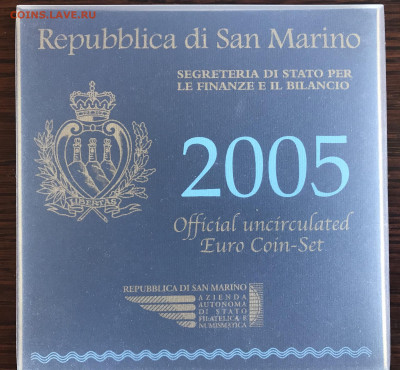 COINS.LAVE.RU
Repubblica di San Marino
SEGRETERIA DI STATO PER
LE FINANZE E IL BILANCIO
2005
LIBERTAS
Official uncirculated
Euro Coin-Set
REPUBBLICA DI SAN MARINO
AZIENDA
AUTONOMA
DI STATO
FILATELICA E
NUMISMATICA